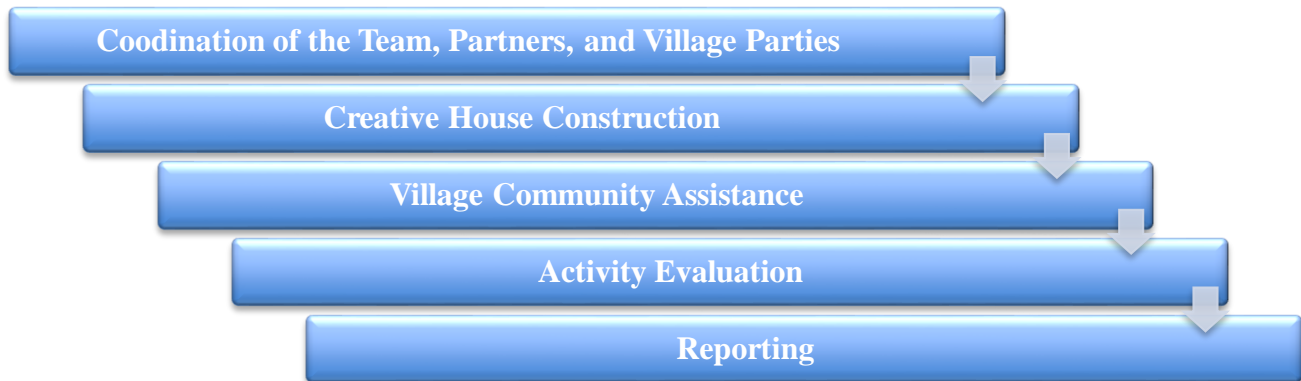 Coodination of the Team, Partners, and Village Parties
Creative House Construction
Village Community Assistance
Activity Evaluation
Reporting